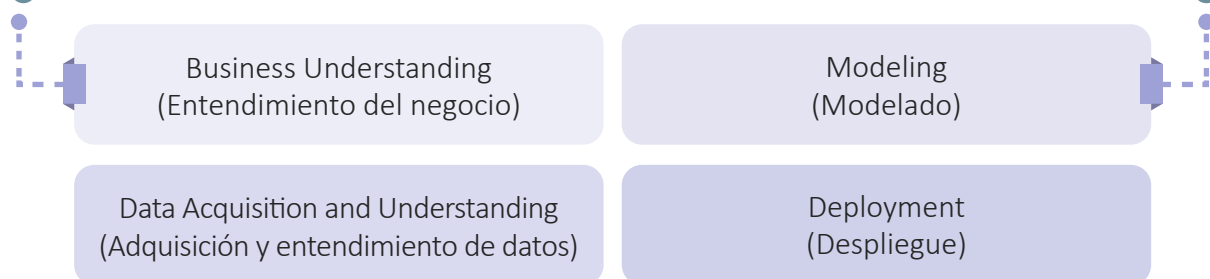 Business Understanding
(Entendimiento del negocio)
Modeling
(Modelado)
Data Acquisition and Understanding
(Adquisición y entendimiento de datos)
Deployment
(Despliegue)